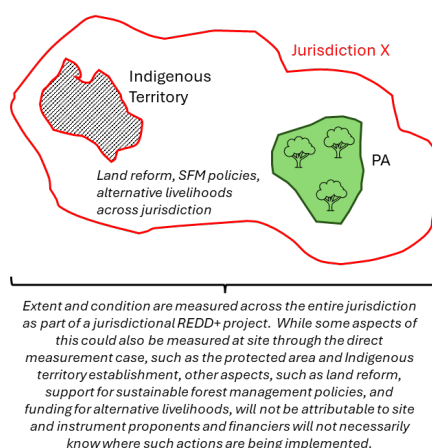 Jurisdiction X
Indigenous
Territory
PA
Land reform, SFM policies,
alternative livelihoods
across jurisdiction
Extent and condition are measured across the entire jurisdiction
as part of a jurisdictional REDD+ project. While some aspects of
this could also be measured at site through the direct
measurement case, such as the protected area and Indigenous
territory establishment, other aspects, such as land reform,
support for sustainable forest management policies, and
funding for alternative livelihoods, will not be attributable to site
and instrument proponents and financiers will not necessarily
know where such actions are being implemented.